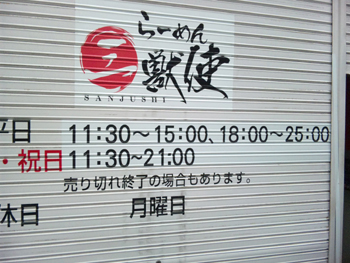 らーめん
三獣使
SANJUSHI
平日 11:30～15:00、18:00～25:00
・祝日 11:30～21:00
売り切れ終了の場合もあります。
休日 月曜日